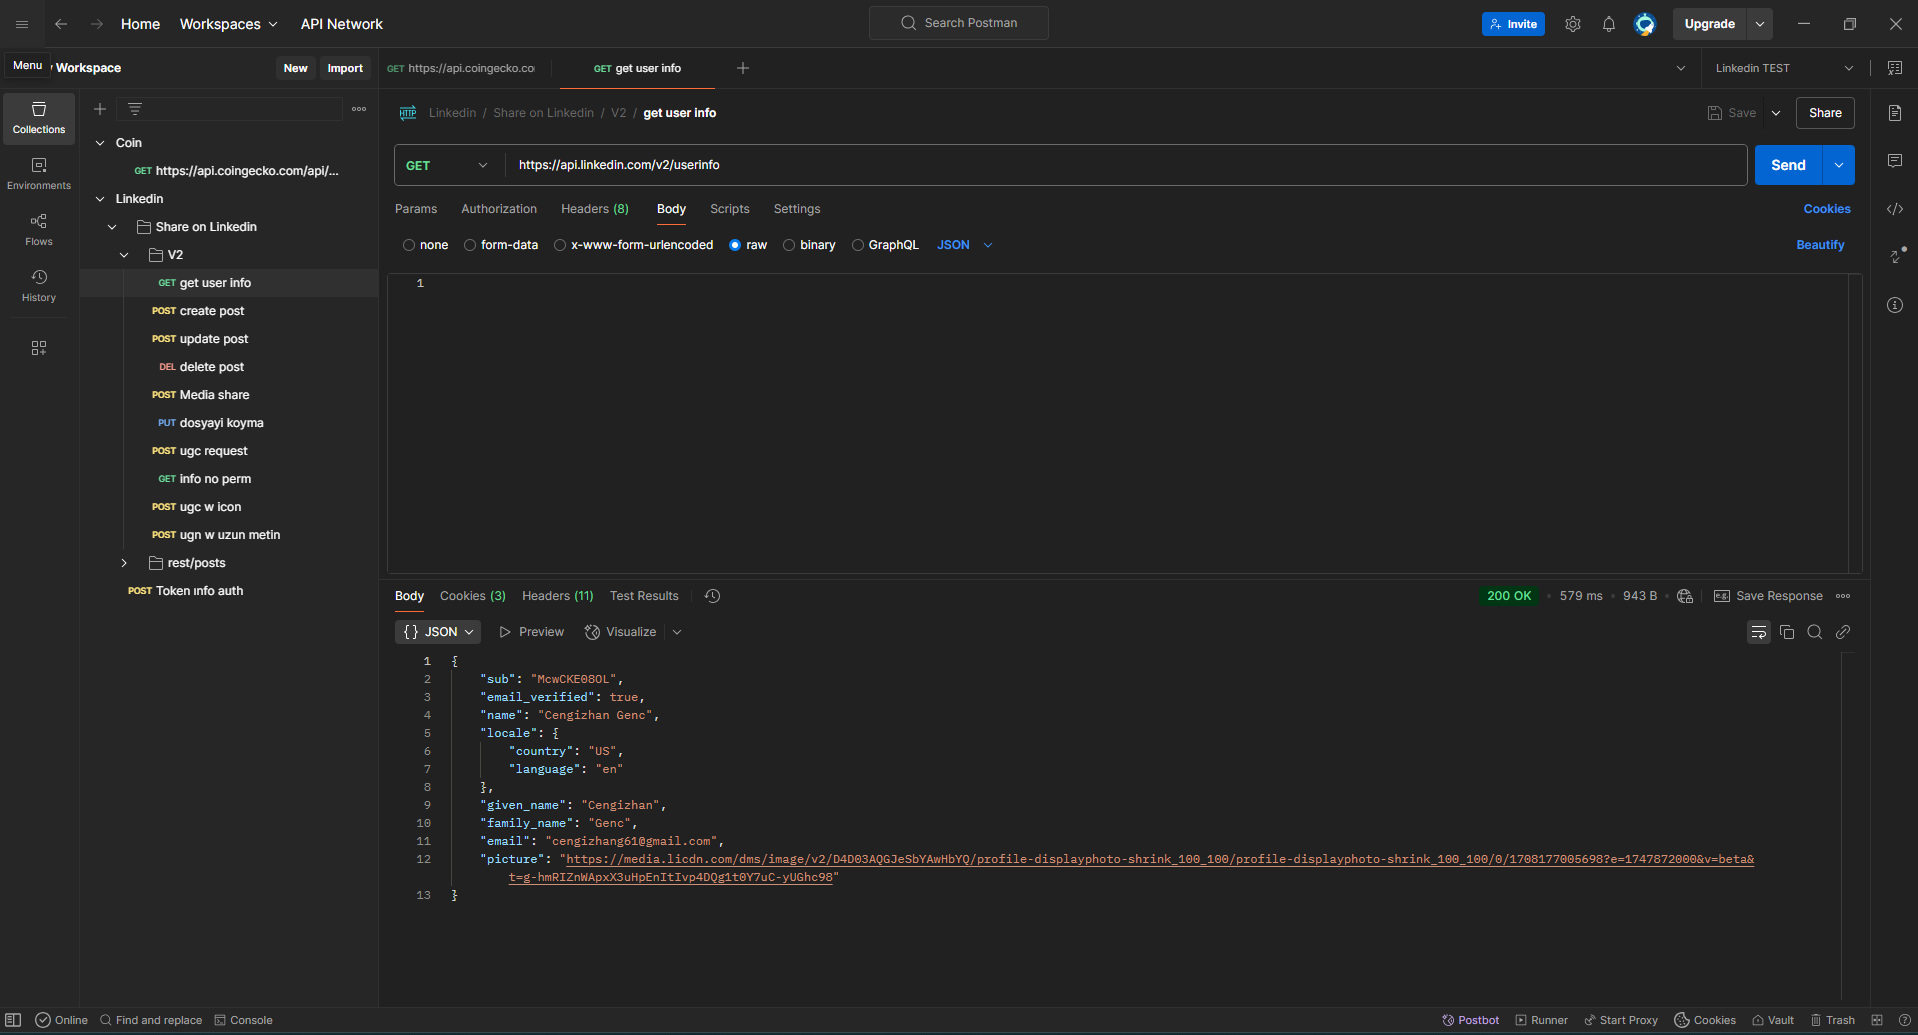 Home
Workspaces
API Network
Search Postman
Invite
Upgrade
Menu
Workspace
New
Import
GET https://api.coingecko.co
GET get user info
Linkedin TEST
Collections
Environments
Flows
History
Coin
GET https://api.coingecko.com/api/...
Linkedin
Share on Linkedin
V2
GET get user info
POST create post
POST update post
DEL delete post
POST Media share
PUT dosyayi koyma
POST ugc request
GET info no perm
POST ugc w icon
POST ugn w uzun metin
rest/posts
POST Token ınfo auth
HTTP Linkedin / Share on Linkedin / V2 / get user info
Save
Share
GET https://api.linkedin.com/v2/userinfo
Send
Params Authorization Headers (8) Body Scripts Settings
Cookies
none form-data x-www-form-urlencoded raw binary GraphQL JSON
Beautify
1
Body Cookies (3) Headers (11) Test Results
200 OK • 579 ms • 943 B
e.g. Save Response
{} JSON Preview Visualize
1 {
2 "sub": "McwCKE08OL",
3 "email_verified": true,
4 "name": "Cengizhan Genc",
5 "locale": {
6 "country": "US",
7 "language": "en"
8 },
9 "given_name": "Cengizhan",
10 "family_name": "Genc",
11 "email": "cengizhang61@gmail.com",
12 "picture": "https://media.licdn.com/dms/image/v2/D4D03AQGJeSbYAwHbYQ/profile-displayphoto-shrink_100_100/profile-displayphoto-shrink_100_100/0/1708177005698?e=1747872000&v=beta&
t=g-hmRIZnWApxX3uHpEnItIvp4DQg1t0Y7uC-yUGhc98"
13 }
Online
Find and replace
Console
Postbot
Runner
Start Proxy
Cookies
Vault
Trash